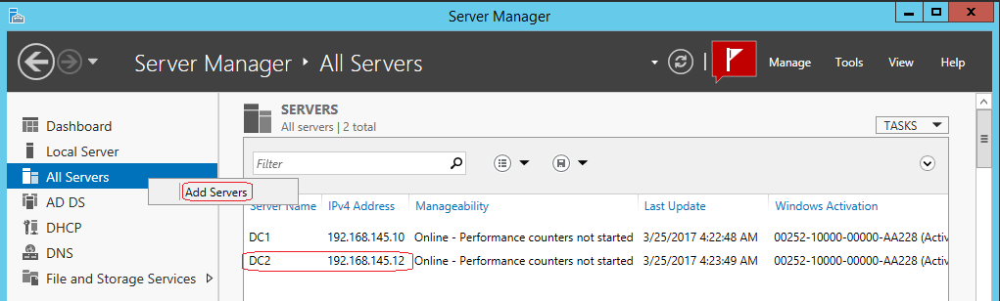 Server Manager
Server Manager ‣ All Servers
Manage Tools View Help
Dashboard
Local Server
All Servers
AD DS
DHCP
DNS
File and Storage Services
Add Servers
SERVERS
All servers | 2 total
TASKS
Filter
Server Name IPv4 Address Manageability Last Update Windows Activation
DC1 192.168.145.10 Online - Performance counters not started 3/25/2017 4:22:48 AM 00252-10000-00000-AA228 (Activ
DC2 192.168.145.12 Online - Performance counters not started 3/25/2017 4:23:49 AM 00252-10000-00000-AA228 (Activ